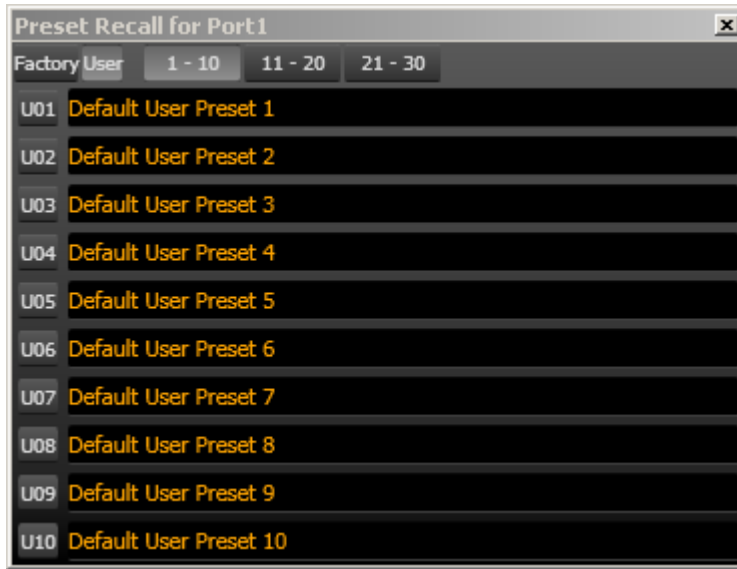 Preset Recall for Port1
Factory User 1 - 10 11 - 20 21 - 30
U01 Default User Preset 1
U02 Default User Preset 2
U03 Default User Preset 3
U04 Default User Preset 4
U05 Default User Preset 5
U06 Default User Preset 6
U07 Default User Preset 7
U08 Default User Preset 8
U09 Default User Preset 9
U10 Default User Preset 10